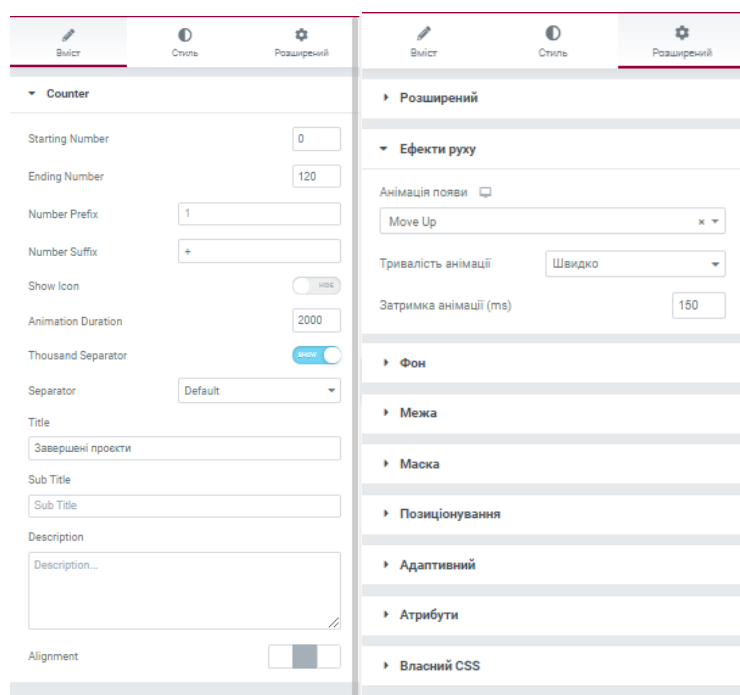 Вміст
Стиль
Розширений
Counter
Starting Number
0
Ending Number
120
Number Prefix
1
Number Suffix
+
Show Icon
HIDE
Animation Duration
2000
Thousand Separator
SHOW
Separator
Default
Title
Завершені проєкти
Sub Title
Sub Title
Description
Description...
Alignment
Вміст
Стиль
Розширений
Розширений
Ефекти руху
Анімація появи
Move Up
Тривалість анімації
Швидко
Затримка анімації (ms)
150
Фон
Межа
Маска
Позиціонування
Адаптивний
Атрибути
Власний CSS